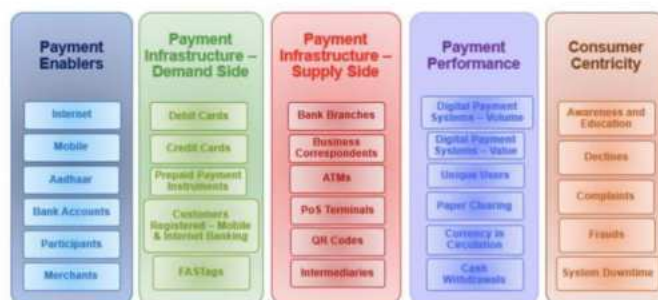 Payment
Enablers
Internet
Mobile
Aadhaar
Bank Accounts
Participants
Merchants
Payment
Infrastructure –
Demand Side
Debit Cards
Credit Cards
Prepaid Payment
Instruments
Customers
Registered – Mobile
& Internet Banking
FASTags
Payment
Infrastructure –
Supply Side
Bank Branches
Business
Correspondents
ATMs
PoS Terminals
QR Codes
Intermediaries
Payment
Performance
Digital Payment
Systems – Volume
Digital Payment
Systems – Value
Unique Users
Paper Clearing
Currency in
Circulation
Cash
Withdrawals
Consumer
Centricity
Awareness and
Education
Declines
Complaints
Frauds
System Downtime